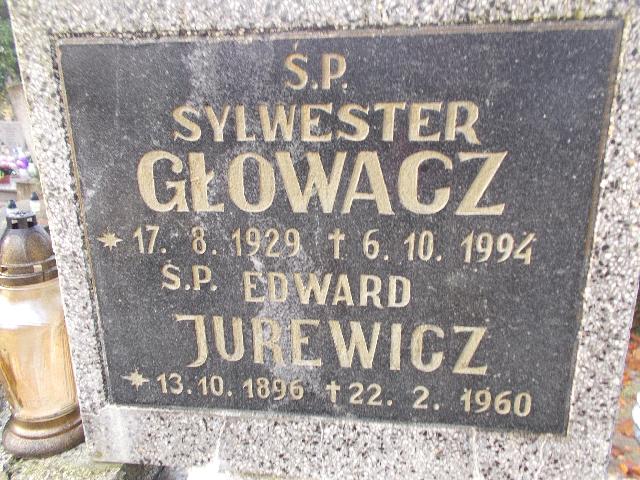 Ś.P.
SYLWESTER
GŁOWACZ
* 17. 8. 1929 † 6. 10. 1994
Ś.P. EDWARD
JUREWICZ
* 13. 10. 1896 † 22. 2. 1960